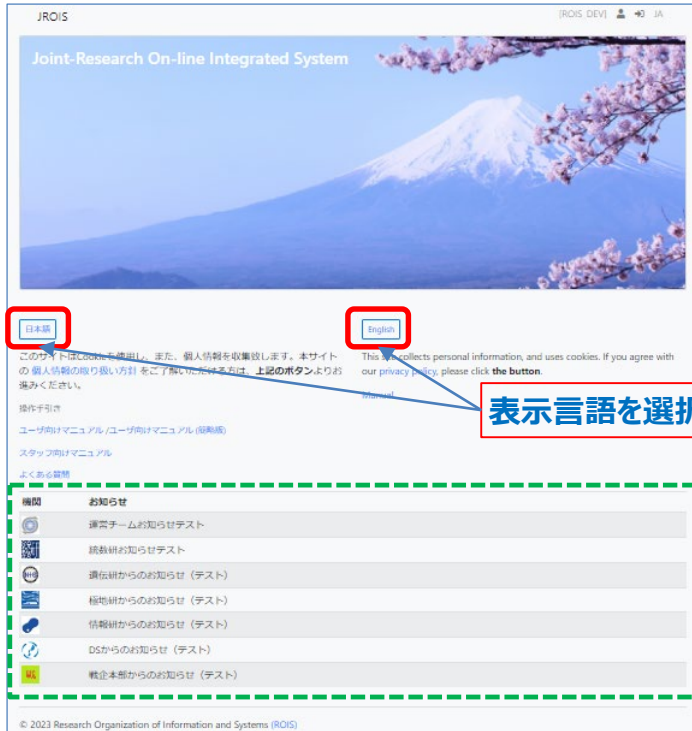 JROIS
[ROIS DEV] JA
Joint-Research On-line Integrated System
日本語
このサイトはCookieを使用し、また、個人情報を収集致します。本サイト
の 個人情報の取り扱い方針 をご了解いただける方は、上記のボタンよりお
進みください。
操作手引き
ユーザ向けマニュアル /ユーザ向けマニュアル (簡略版)
スタッフ向けマニュアル
よくある質問
English
This site collects personal information, and uses cookies. If you agree with
our privacy policy, please click the button.
Manual
表示言語を選択
機関 お知らせ
運営チームお知らせテスト
統数研お知らせテスト
遺伝研からのお知らせ（テスト）
極地研からのお知らせ（テスト）
情報研からのお知らせ（テスト）
DSからのお知らせ（テスト）
戦企本部からのお知らせ（テスト）
© 2023 Research Organization of Information and Systems (ROIS)